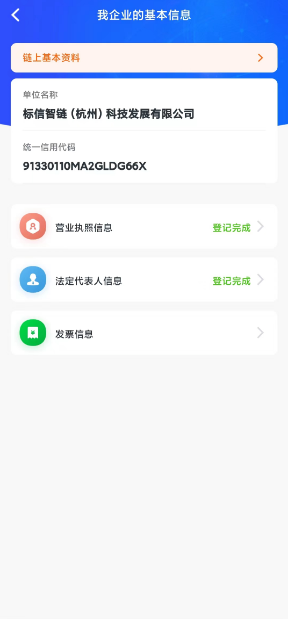 我企业的基本信息
链上基本资料
单位名称
标信智链（杭州）科技发展有限公司
统一信用代码
91330110MA2GLDG66X
营业执照信息 登记完成
法定代表人信息 登记完成
发票信息